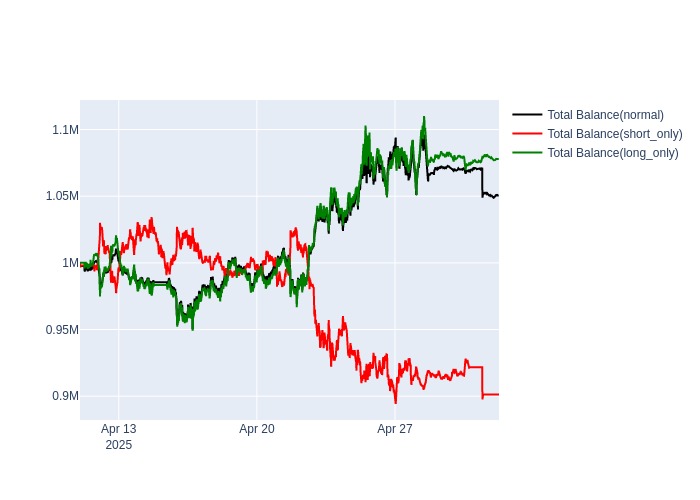 Total Balance(normal)
Total Balance(short_only)
Total Balance(long_only)
1.1M
1.05M
1M
0.95M
0.9M
Apr 13
2025
Apr 20
Apr 27